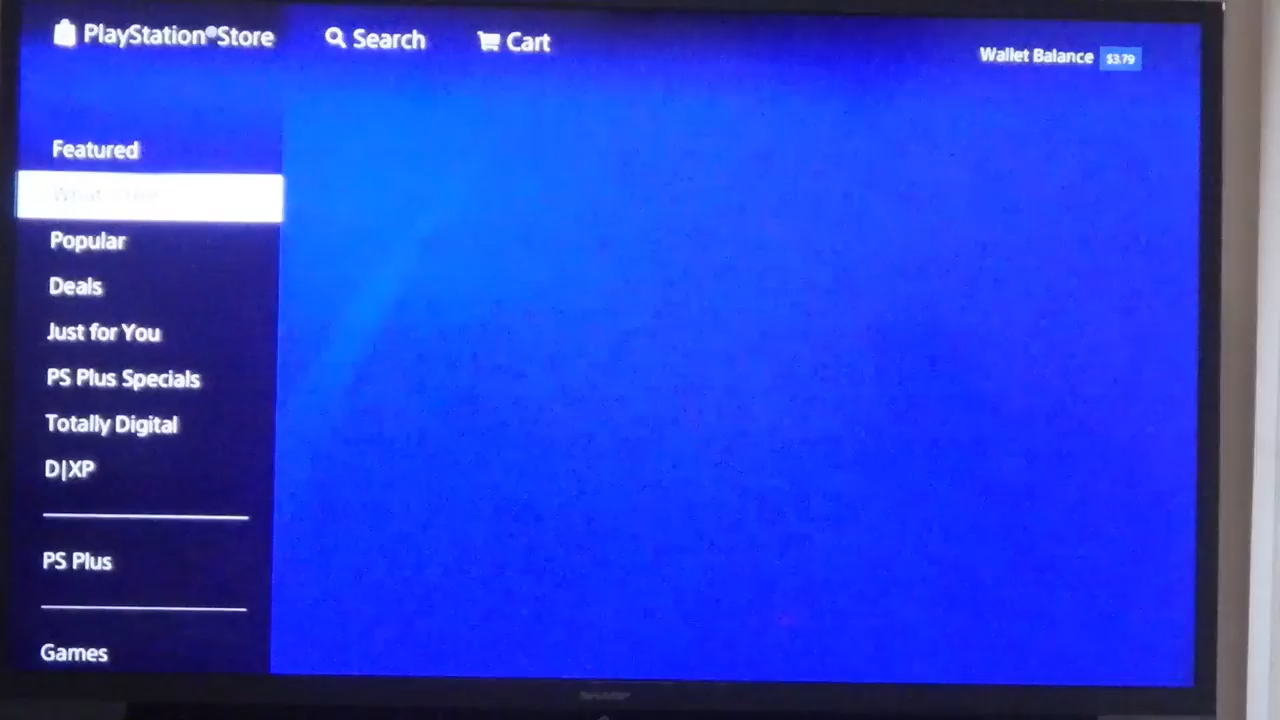 PlayStation®Store
Search
Cart
Wallet Balance $3.79
Featured
Popular
Deals
Just for You
PS Plus Specials
Totally Digital
D|XP
PS Plus
Games